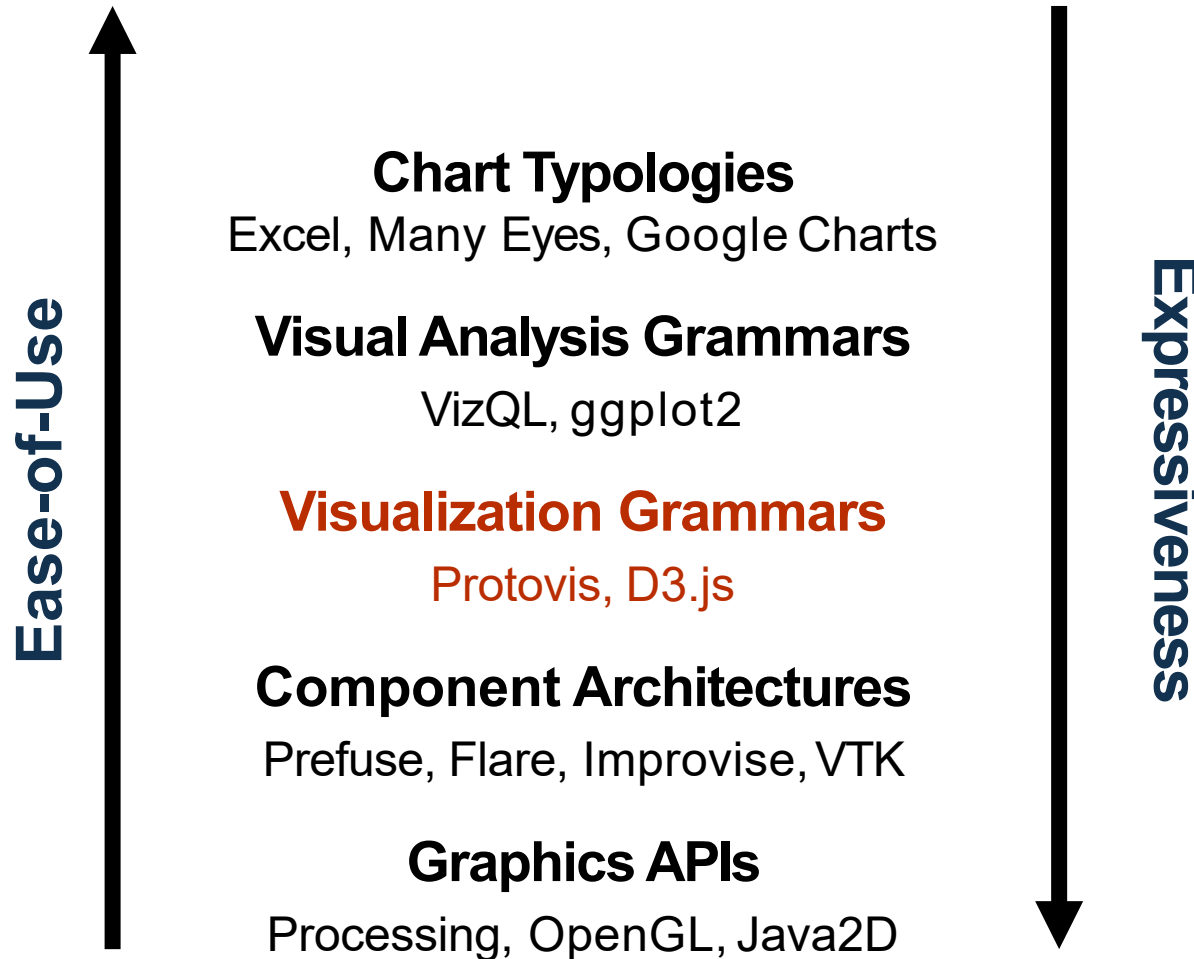 Ease-of-Use
Chart Typologies
Excel, Many Eyes, Google Charts
Visual Analysis Grammars
VizQL, ggplot2
Visualization Grammars
Protovis, D3.js
Component Architectures
Prefuse, Flare, Improvise, VTK
Graphics APIs
Processing, OpenGL, Java2D
Expressiveness